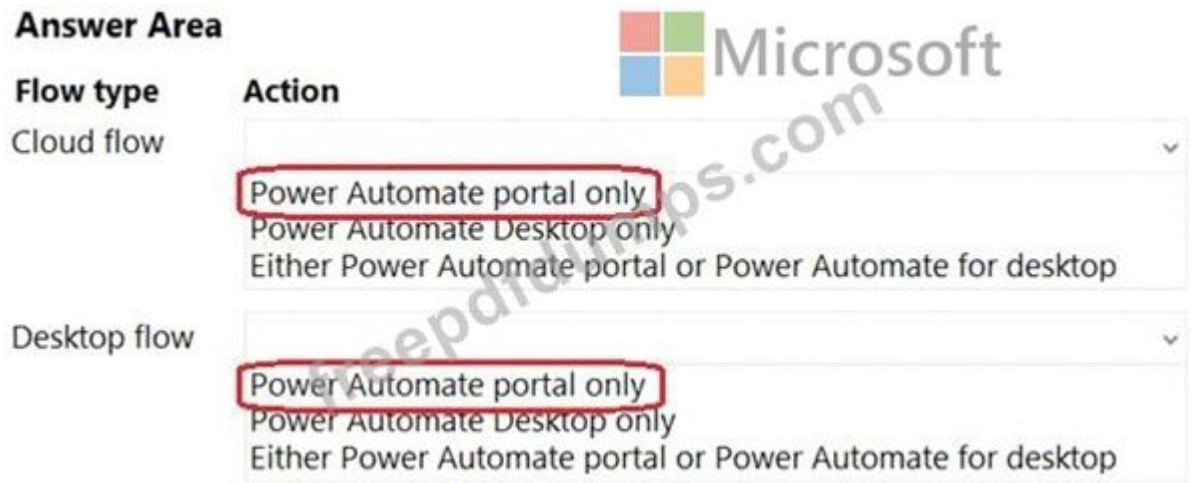 Answer Area
Microsoft
Flow type Action
Cloud flow
Power Automate portal only
Power Automate Desktop only
Either Power Automate portal or Power Automate for desktop
Desktop flow
Power Automate portal only
Power Automate Desktop only
Either Power Automate portal or Power Automate for desktop
freepdfdumps.com